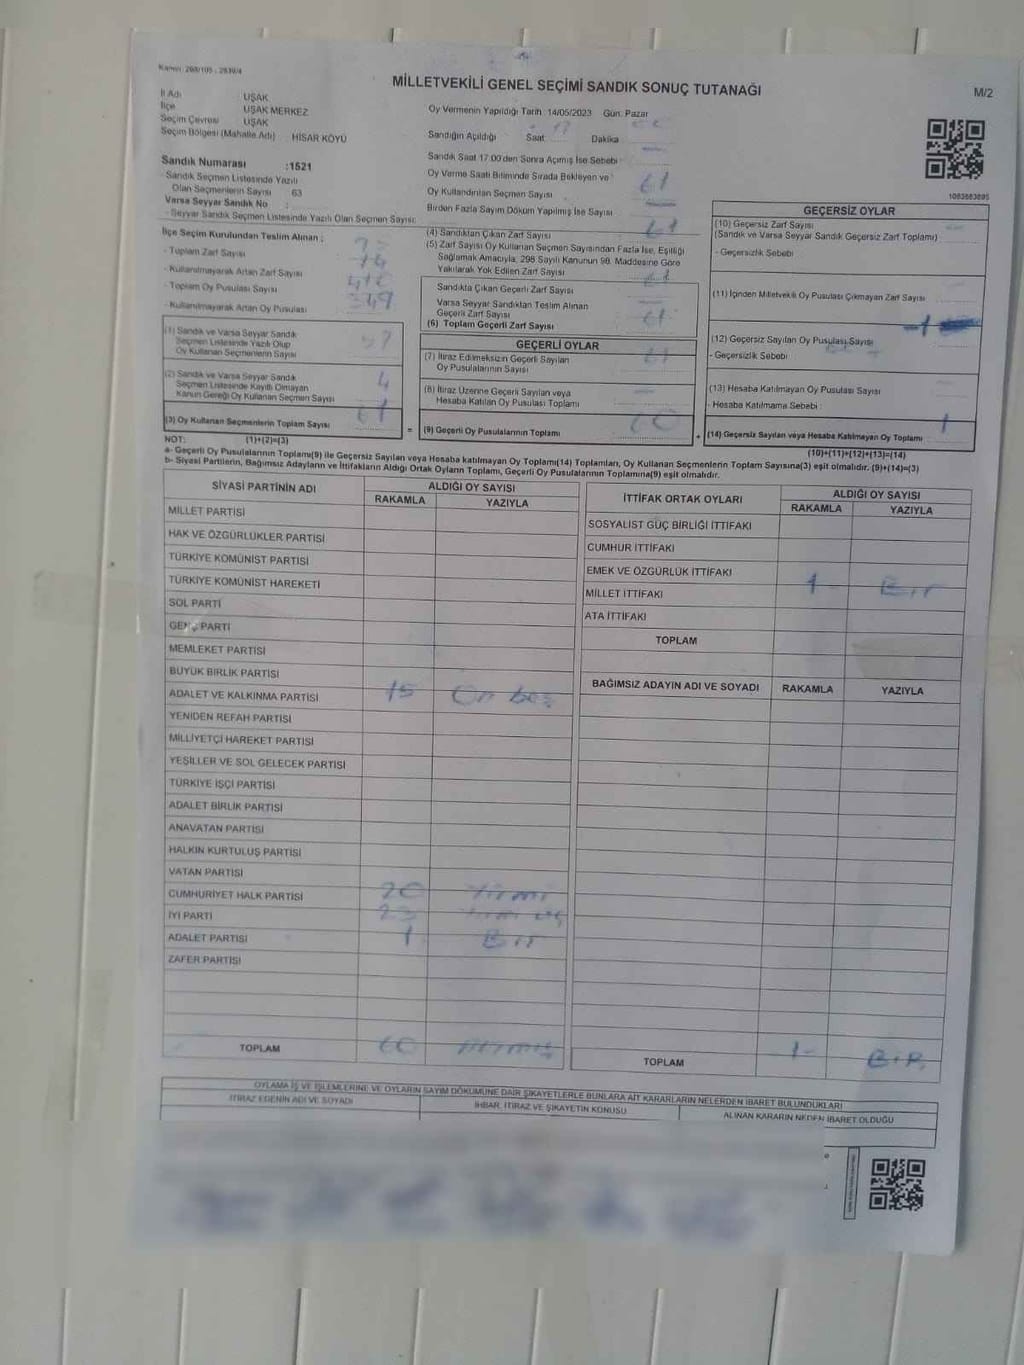 MİLLETVEKİLİ GENEL SEÇİMİ SANDIK SONUÇ TUTANAĞI
M/2
İl Adı UŞAK
İlçe UŞAK MERKEZ
Seçim Çevresi UŞAK
Seçim Bölgesi (Mahalle Adı) HİSAR KÖYÜ
Sandık Numarası :1521
Sandık Seçmen Listesinde Yazılı
Olan Seçmenlerin Sayısı 63
Varsa Seyyar Sandık No :
Seyyar Sandık Seçmen Listesinde Yazılı Olan Seçmen Sayısı:
Oy Vermenin Yapıldığı Tarih 14/05/2023 Gün. Pazar
Sandığın Açıldığı Saat 17 Dakika
Sandık Saat 17:00'den Sonra Açılmış İse Sebebi
Oy Verme Saati Bitiminde Sırada Bekleyen ve
Oy Kullandırılan Seçmen Sayısı 61
Birden Fazla Sayım Döküm Yapılmış İse Sayısı
1093683895
İlçe Seçim Kurulundan Teslim Alınan :
- Toplam Zarf Sayısı
- Kullanılmayarak Artan Zarf Sayısı
- Toplam Oy Pusulası Sayısı
- Kullanılmayarak Artan Oy Pusulası 349
(1) Sandık ve Varsa Seyyar Sandık
Seçmen Listesinde Yazılı Olup
Oy Kullanan Seçmenlerin Sayısı 57
(2) Sandık ve Varsa Seyyar Sandık
Seçmen Listesinde Kayıtlı Olmayan
Kanun Gereği Oy Kullanan Seçmen Sayısı 4
(3) Oy Kullanan Seçmenlerin Toplam Sayısı 61
(4) Sandıktan Çıkan Zarf Sayısı 61
(5) Zarf Sayısı Oy Kullanan Seçmen Sayısından Fazla İse, Eşitliği
Sağlamak Amacıyla, 298 Sayılı Kanunun 98. Maddesine Göre
Yakılarak Yok Edilen Zarf Sayısı
Sandıkta Çıkan Geçerli Zarf Sayısı 61
Varsa Seyyar Sandıktan Teslim Alınan
Geçerli Zarf Sayısı
(6) Toplam Geçerli Zarf Sayısı 61
GEÇERLİ OYLAR
(7) İtiraz Edilmeksizin Geçerli Sayılan
Oy Pusulalarının Sayısı
(8) İtiraz Üzerine Geçerli Sayılan veya
Hesaba Katılan Oy Pusulası Toplamı
(9) Geçerli Oy Pusulalarının Toplamı 60
GEÇERSİZ OYLAR
(10) Geçersiz Zarf Sayısı
(Sandık ve Varsa Seyyar Sandık Geçersiz Zarf Toplamı)
- Geçersizlik Sebebi
(11) İçinden Milletvekili Oy Pusulası Çıkmayan Zarf Sayısı
(12) Geçersiz Sayılan Oy Pusulası Sayısı 1
- Geçersizlik Sebebi
(13) Hesaba Katılmayan Oy Pusulası Sayısı
- Hesaba Katılmama Sebebi :
(14) Geçersiz Sayılan veya Hesaba Katılmayan Oy Toplamı 1
NOT: (1)+(2)=(3) (10)+(11)+(12)+(13)=(14)
a- Geçerli Oy Pusulalarının Toplamı(9) ile Geçersiz Sayılan veya Hesaba katılmayan Oy Toplamı(14) Toplamları, Oy Kullanan Seçmenlerin Toplam Sayısına(3) eşit olmalıdır. (9)+(14)=(3)
b- Siyasi Partilerin, Bağımsız Adayların ve İttifakların Aldığı Ortak Oyların Toplamı, Geçerli Oy Pusulalarının Toplamına(9) eşit olmalıdır.
SİYASİ PARTİNİN ADI ALDIĞI OY SAYISI
RAKAMLA YAZIYLA
MİLLET PARTİSİ
HAK VE ÖZGÜRLÜKLER PARTİSİ
TÜRKİYE KOMÜNİST PARTİSİ
TÜRKİYE KOMÜNİST HAREKETİ
SOL PARTİ
GENÇ PARTİ
MEMLEKET PARTİSİ
BÜYÜK BİRLİK PARTİSİ
ADALET VE KALKINMA PARTİSİ 15 On beş
YENİDEN REFAH PARTİSİ
MİLLİYETÇİ HAREKET PARTİSİ
YEŞİLLER VE SOL GELECEK PARTİSİ
TÜRKİYE İŞÇİ PARTİSİ
ADALET BİRLİK PARTİSİ
ANAVATAN PARTİSİ
HALKIN KURTULUŞ PARTİSİ
VATAN PARTİSİ
CUMHURİYET HALK PARTİSİ 20 Yirmi
İYİ PARTİ 23 Yirmi üç
ADALET PARTİSİ 1 Bir
ZAFER PARTİSİ
TOPLAM 60 Altmış
İTTİFAK ORTAK OYLARI ALDIĞI OY SAYISI
RAKAMLA YAZIYLA
SOSYALİST GÜÇ BİRLİĞİ İTTİFAKI
CUMHUR İTTİFAKI
EMEK VE ÖZGÜRLÜK İTTİFAKI
MİLLET İTTİFAKI 1 Bir
ATA İTTİFAKI
TOPLAM
BAĞIMSIZ ADAYIN ADI VE SOYADI RAKAMLA YAZIYLA
TOPLAM 1 BİR
OYLAMA İŞ VE İŞLEMLERİNE VE OYLARIN SAYIM DÖKÜMÜNE DAİR ŞİKAYETLERLE BUNLARA AİT KARARLARIN NELERDEN İBARET BULUNDUKLARI
İTİRAZ EDENİN ADI VE SOYADI İHBAR, İTİRAZ VE ŞİKAYETİN KONUSU ALINAN KARARIN NEDEN İBARET OLDUĞU